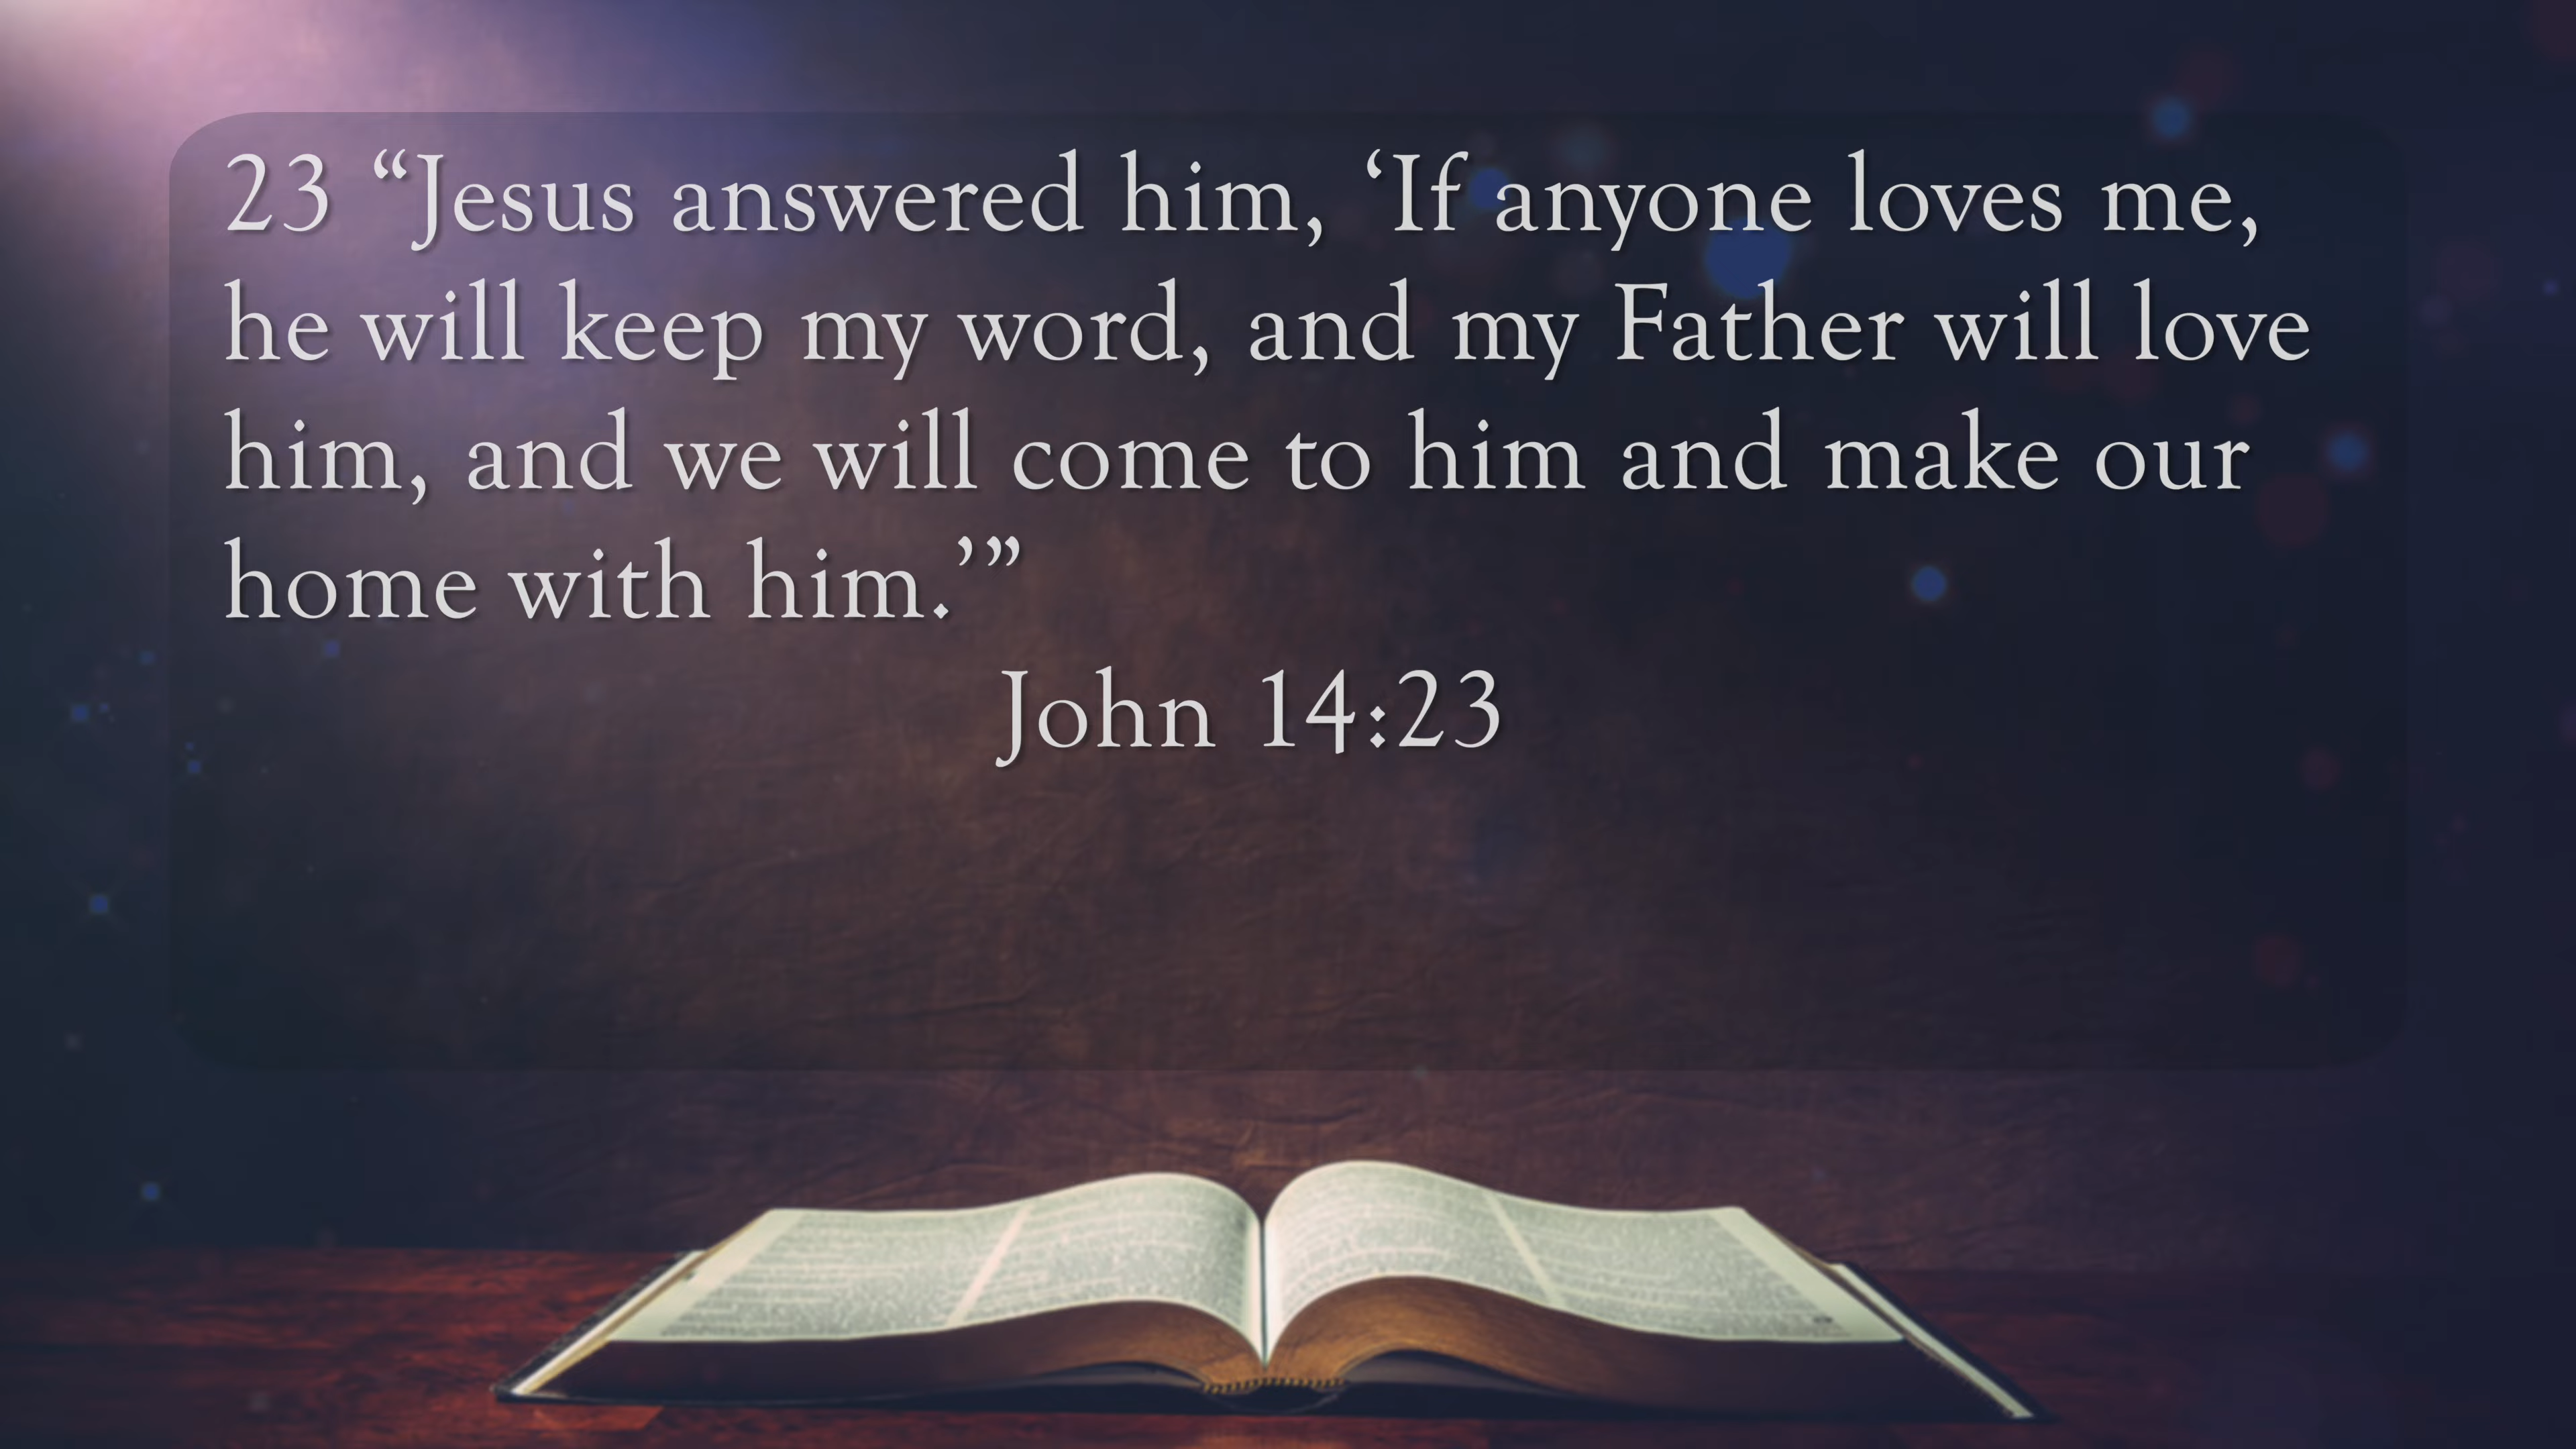 23 “Jesus answered him, ‘If anyone loves me,
he will keep my word, and my Father will love
him, and we will come to him and make our
home with him.’”
John 14:23